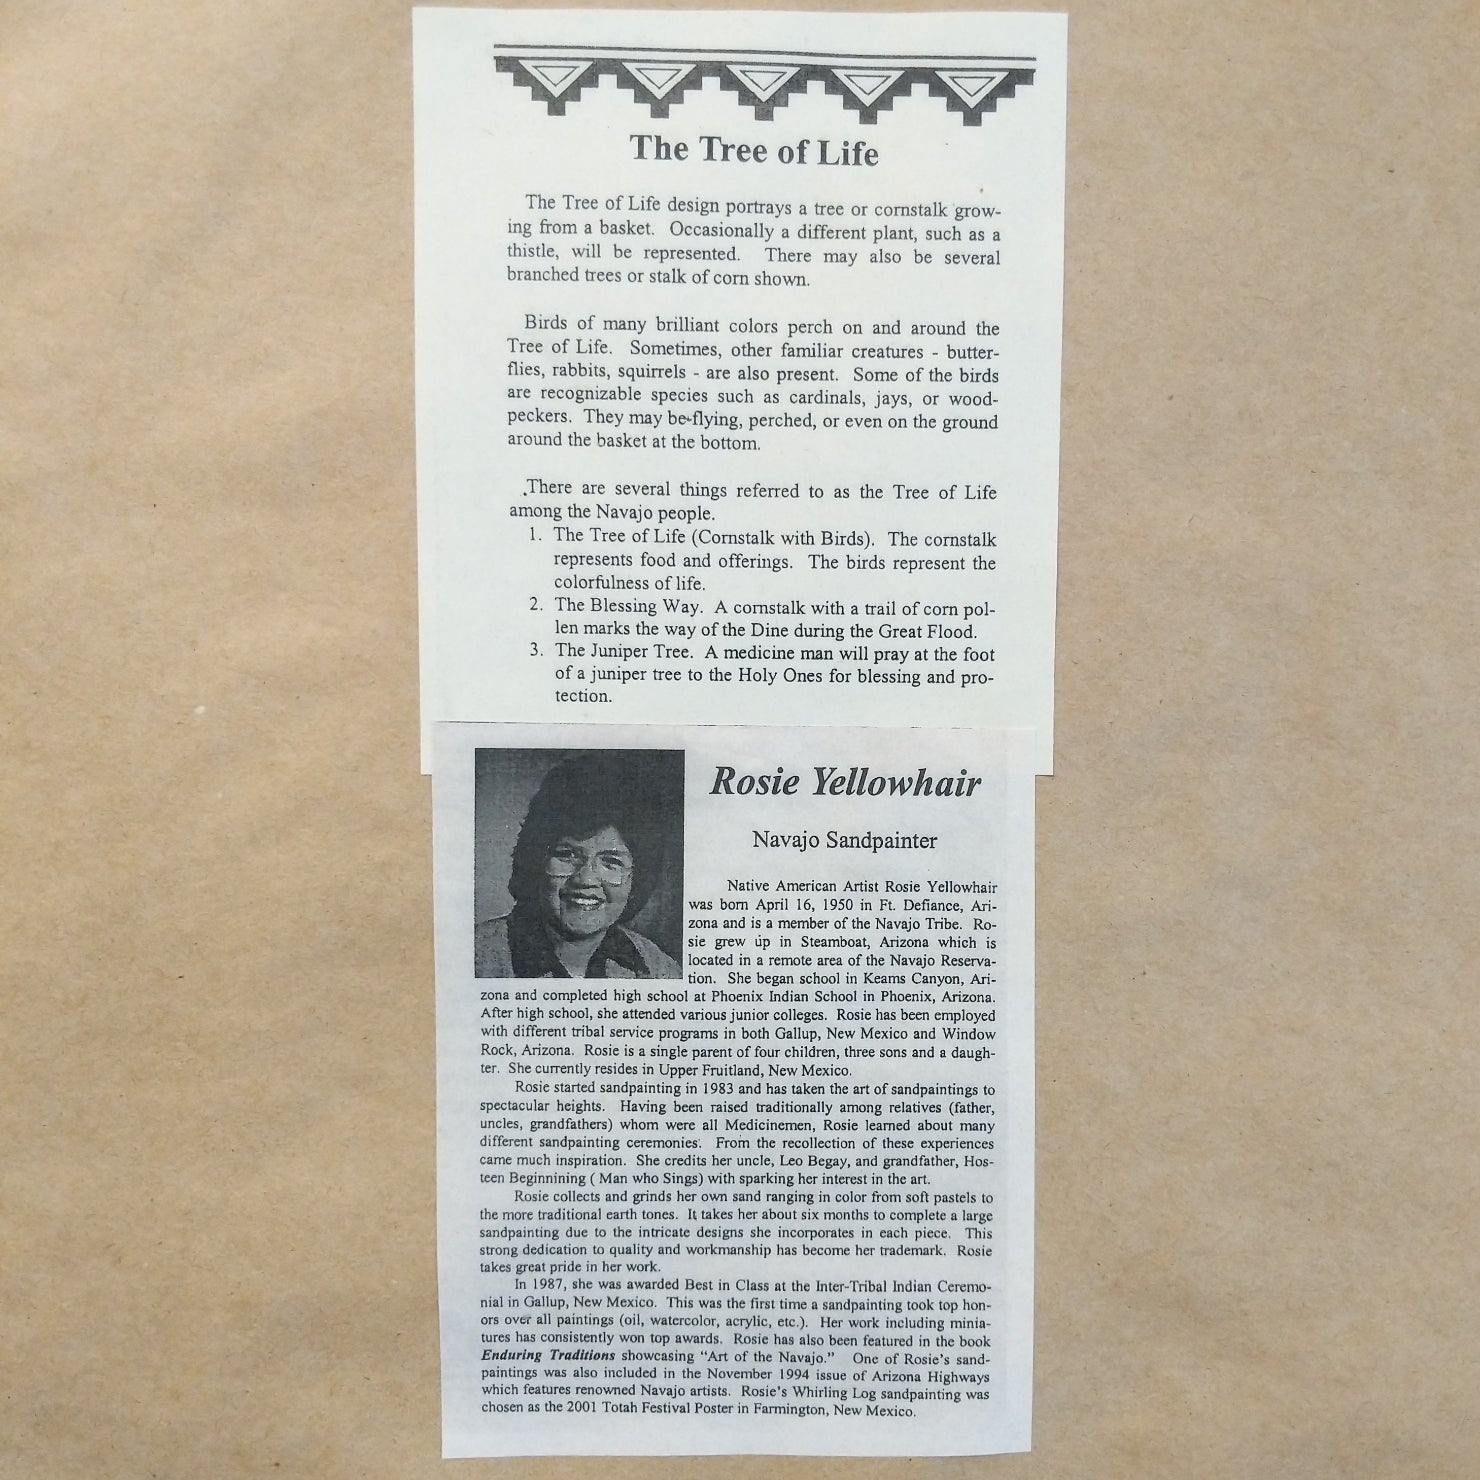 The Tree of Life
The Tree of Life design portrays a tree or cornstalk grow-
ing from a basket. Occasionally a different plant, such as a
thistle, will be represented. There may also be several
branched trees or stalk of corn shown.
Birds of many brilliant colors perch on and around the
Tree of Life. Sometimes, other familiar creatures - butter-
flies, rabbits, squirrels - are also present. Some of the birds
are recognizable species such as cardinals, jays, or wood-
peckers. They may be flying, perched, or even on the ground
around the basket at the bottom.
There are several things referred to as the Tree of Life
among the Navajo people.
1. The Tree of Life (Cornstalk with Birds). The cornstalk
represents food and offerings. The birds represent the
colorfulness of life.
2. The Blessing Way. A cornstalk with a trail of corn pol-
len marks the way of the Dine during the Great Flood.
3. The Juniper Tree. A medicine man will pray at the foot
of a juniper tree to the Holy Ones for blessing and pro-
tection.
Rosie Yellowhair
Navajo Sandpainter
Native American Artist Rosie Yellowhair
was born April 16, 1950 in Ft. Defiance, Ari-
zona and is a member of the Navajo Tribe. Ro-
sie grew up in Steamboat, Arizona which is
located in a remote area of the Navajo Reserva-
tion. She began school in Keams Canyon, Ari-
zona and completed high school at Phoenix Indian School in Phoenix, Arizona.
After high school, she attended various junior colleges. Rosie has been employed
with different tribal service programs in both Gallup, New Mexico and Window
Rock, Arizona. Rosie is a single parent of four children, three sons and a daugh-
ter. She currently resides in Upper Fruitland, New Mexico.
Rosie started sandpainting in 1983 and has taken the art of sandpaintings to
spectacular heights. Having been raised traditionally among relatives (father,
uncles, grandfathers) whom were all Medicinemen, Rosie learned about many
different sandpainting ceremonies. From the recollection of these experiences
came much inspiration. She credits her uncle, Leo Begay, and grandfather, Hos-
teen Beginnining ( Man who Sings) with sparking her interest in the art.
Rosie collects and grinds her own sand ranging in color from soft pastels to
the more traditional earth tones. It takes her about six months to complete a large
sandpainting due to the intricate designs she incorporates in each piece. This
strong dedication to quality and workmanship has become her trademark. Rosie
takes great pride in her work.
In 1987, she was awarded Best in Class at the Inter-Tribal Indian Ceremo-
nial in Gallup, New Mexico. This was the first time a sandpainting took top hon-
ors over all paintings (oil, watercolor, acrylic, etc.). Her work including minia-
tures has consistently won top awards. Rosie has also been featured in the book
Enduring Traditions showcasing “Art of the Navajo.” One of Rosie's sand-
paintings was also included in the November 1994 issue of Arizona Highways
which features renowned Navajo artists. Rosie's Whirling Log sandpainting was
chosen as the 2001 Totah Festival Poster in Farmington, New Mexico.